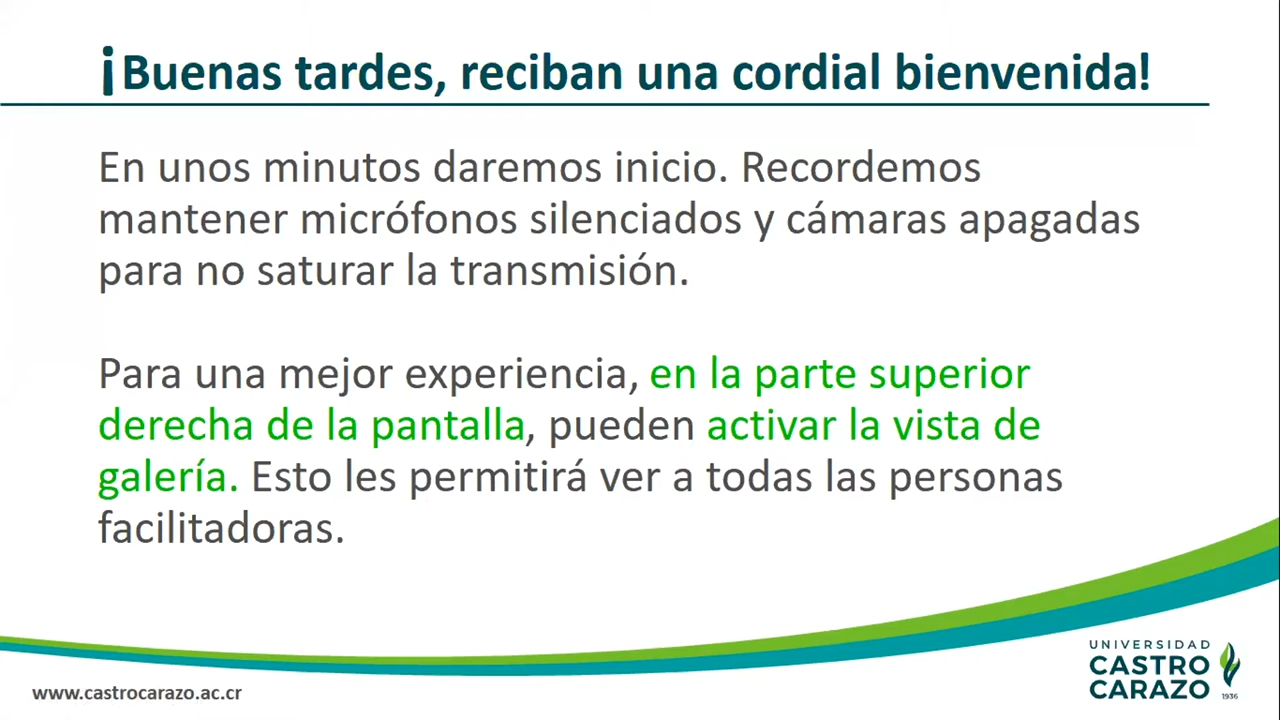 ¡Buenas tardes, reciban una cordial bienvenida!
En unos minutos daremos inicio. Recordemos
mantener micrófonos silenciados y cámaras apagadas
para no saturar la transmisión.
Para una mejor experiencia, en la parte superior
derecha de la pantalla, pueden activar la vista de
galería. Esto les permitirá ver a todas las personas
facilitadoras.
www.castrocarazo.ac.cr
UNIVERSIDAD
CASTRO
CARAZO
1936